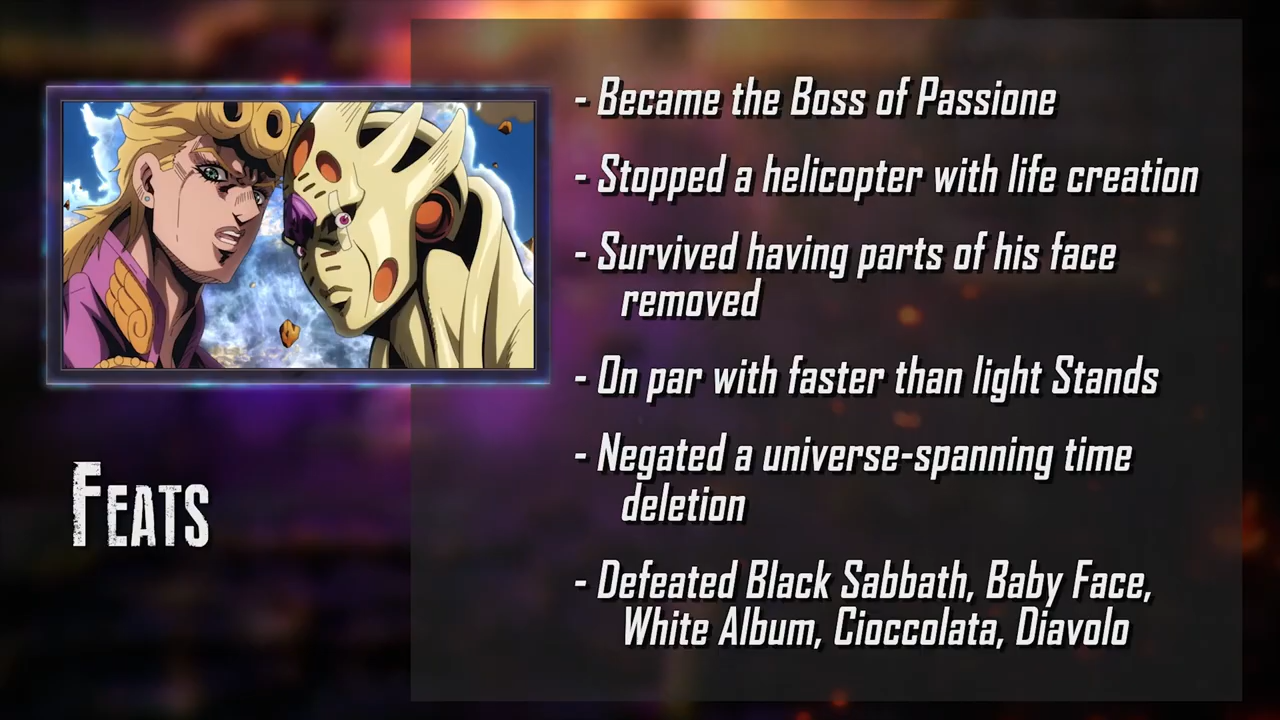 - Became the Boss of Passione
- Stopped a helicopter with life creation
- Survived having parts of his face
removed
- On par with faster than light Stands
- Negated a universe-spanning time
deletion
- Defeated Black Sabbath, Baby Face,
White Album, Cioccolata, Diavolo
Feats